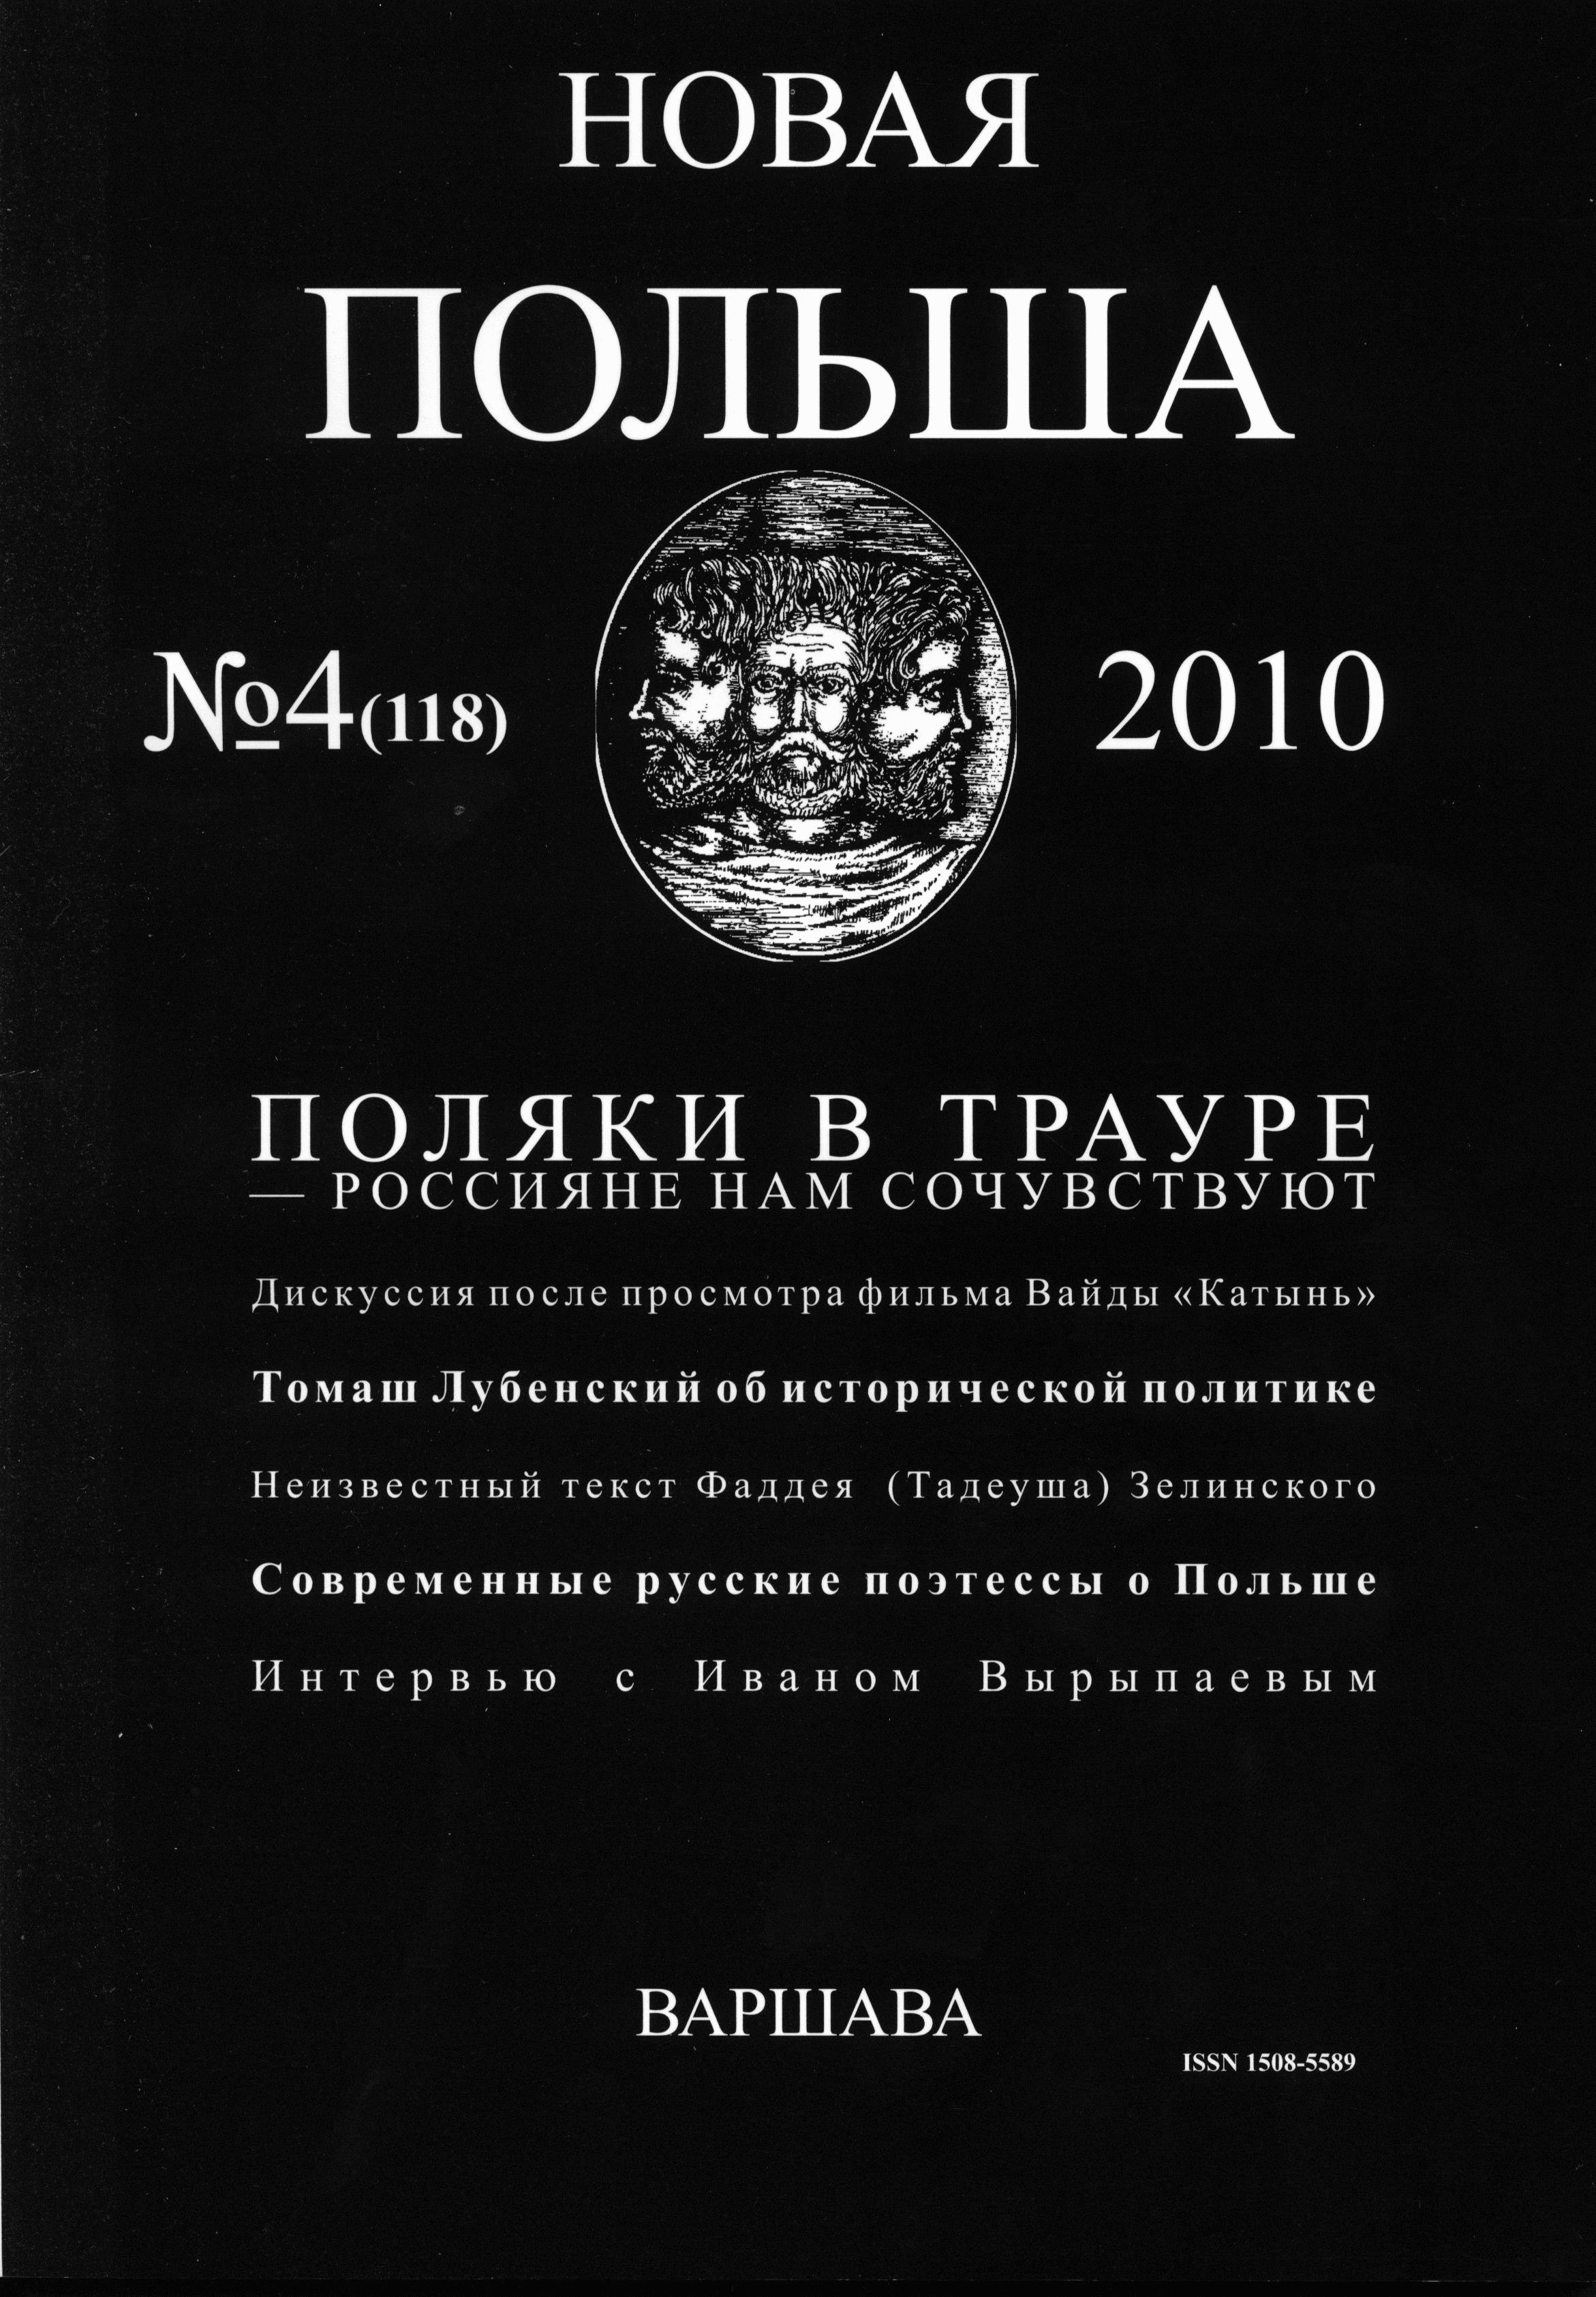 НОВАЯ
ПОЛЬША
№4(118)
2010
ПОЛЯКИ В ТРАУРЕ
— РОССИЯНЕ НАМ СОЧУВСТВУЮТ
Дискуссия после просмотра фильма Вайды «Катынь»
Томаш Лубенский об исторической политике
Неизвестный текст Фаддея (Тадеуша) Зелинского
Современные русские поэтессы о Польше
Интервью с Иваном Вырыпаевым
ВАРШАВА
ISSN 1508-5589